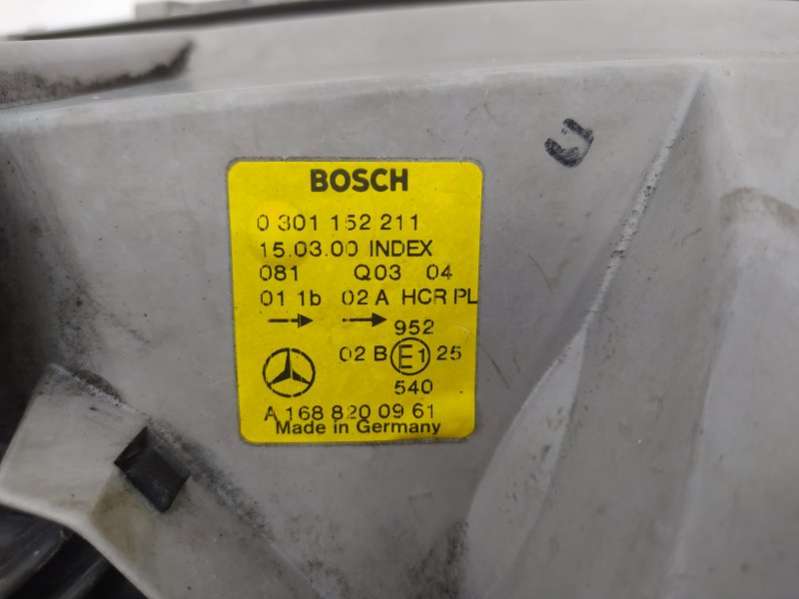 BOSCH
0 301 152 211
15.03.00 INDEX
081 Q03 04
01 1b 02 A HCR PL
952
02 B E1 25
540
A 168 820 09 61
Made in Germany